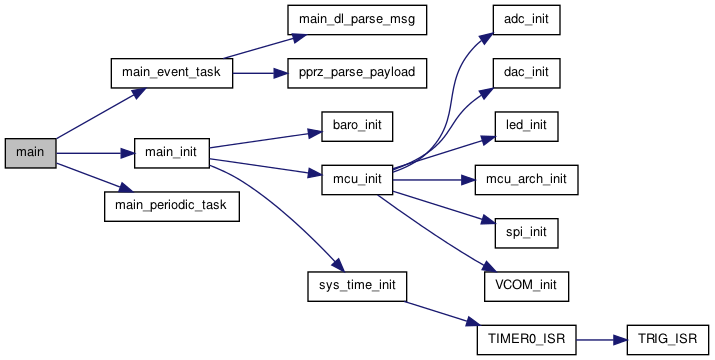 main
main_event_task
main_dl_parse_msg
pprz_parse_payload
main_init
baro_init
mcu_init
adc_init
dac_init
led_init
mcu_arch_init
spi_init
VCOM_init
sys_time_init
TIMER0_ISR
TRIG_ISR
main_periodic_task